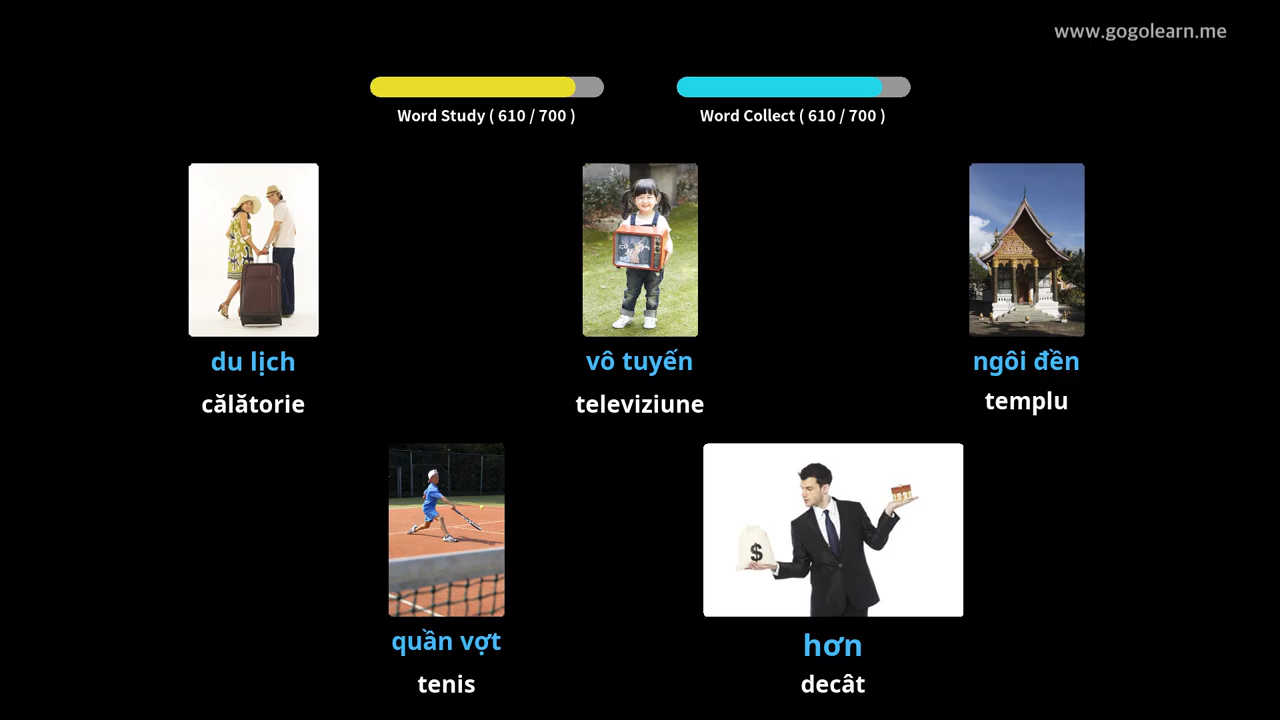 www.gogolearn.me
Word Study ( 610 / 700 )
Word Collect ( 610 / 700 )
du lịch
călătorie
vô tuyến
televiziune
ngôi đền
templu
$
quần vợt
tenis
hơn
decât